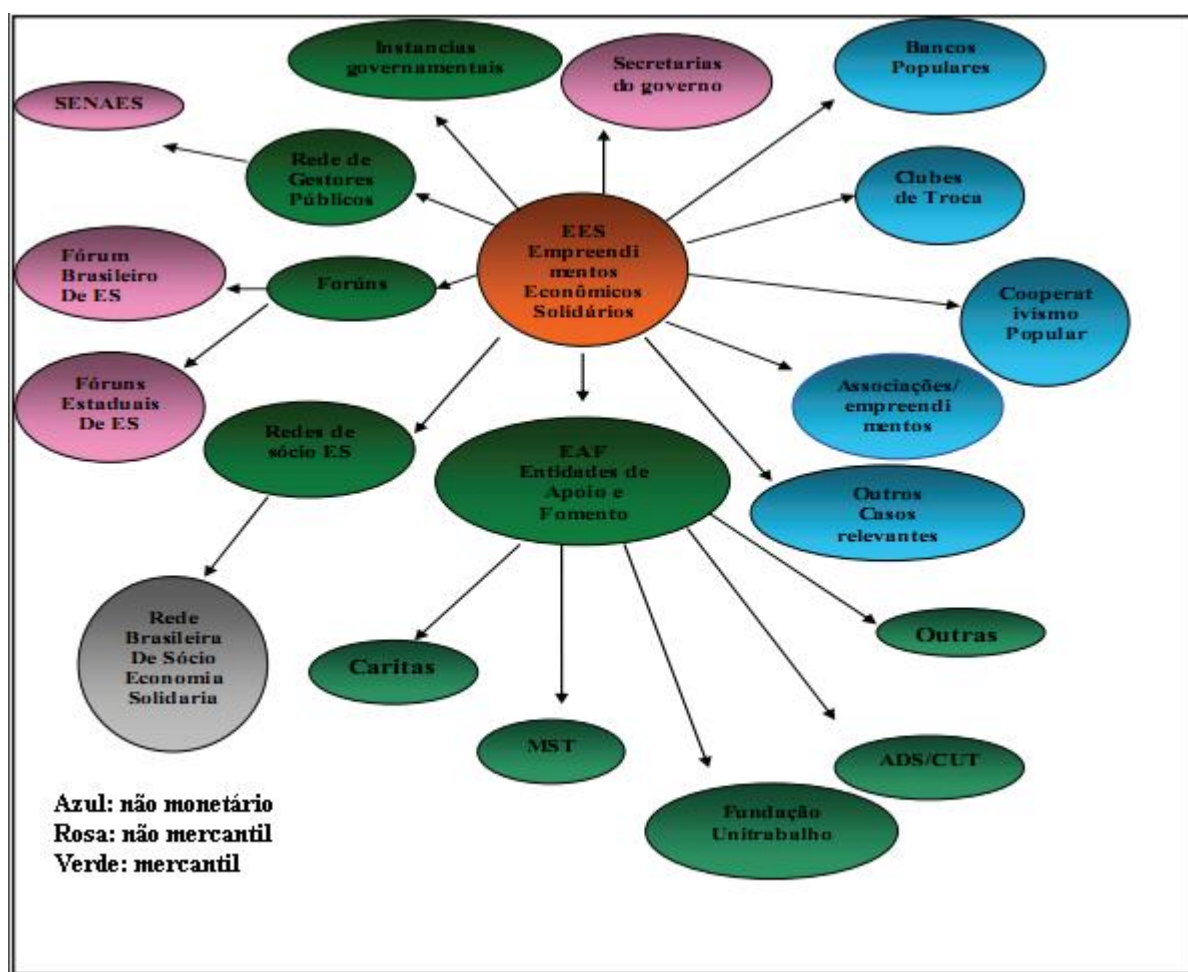 Instancias
governamentais
Secretarias
do governo
Bancos
Populares
SENAES
Rede de
Gestores
Públicos
Clubes
de Troca
EES
Empreendi
mentos
Econômicos
Solidários
Fórum
Brasileiro
De ES
Forúns
Cooperat
ivismo
Popular
Fóruns
Estaduais
De ES
Associações/
empreendi
mentos
Redes de
sócio ES
EAF
Entidades de
Apoio e
Fomento
Outros
Casos
relevantes
Rede
Brasileira
De Sócio
Economia
Solidaria
Caritas
Outras
MST
ADS/CUT
Fundação
Unitrabalho
Azul: não monetário
Rosa: não mercantil
Verde: mercantil